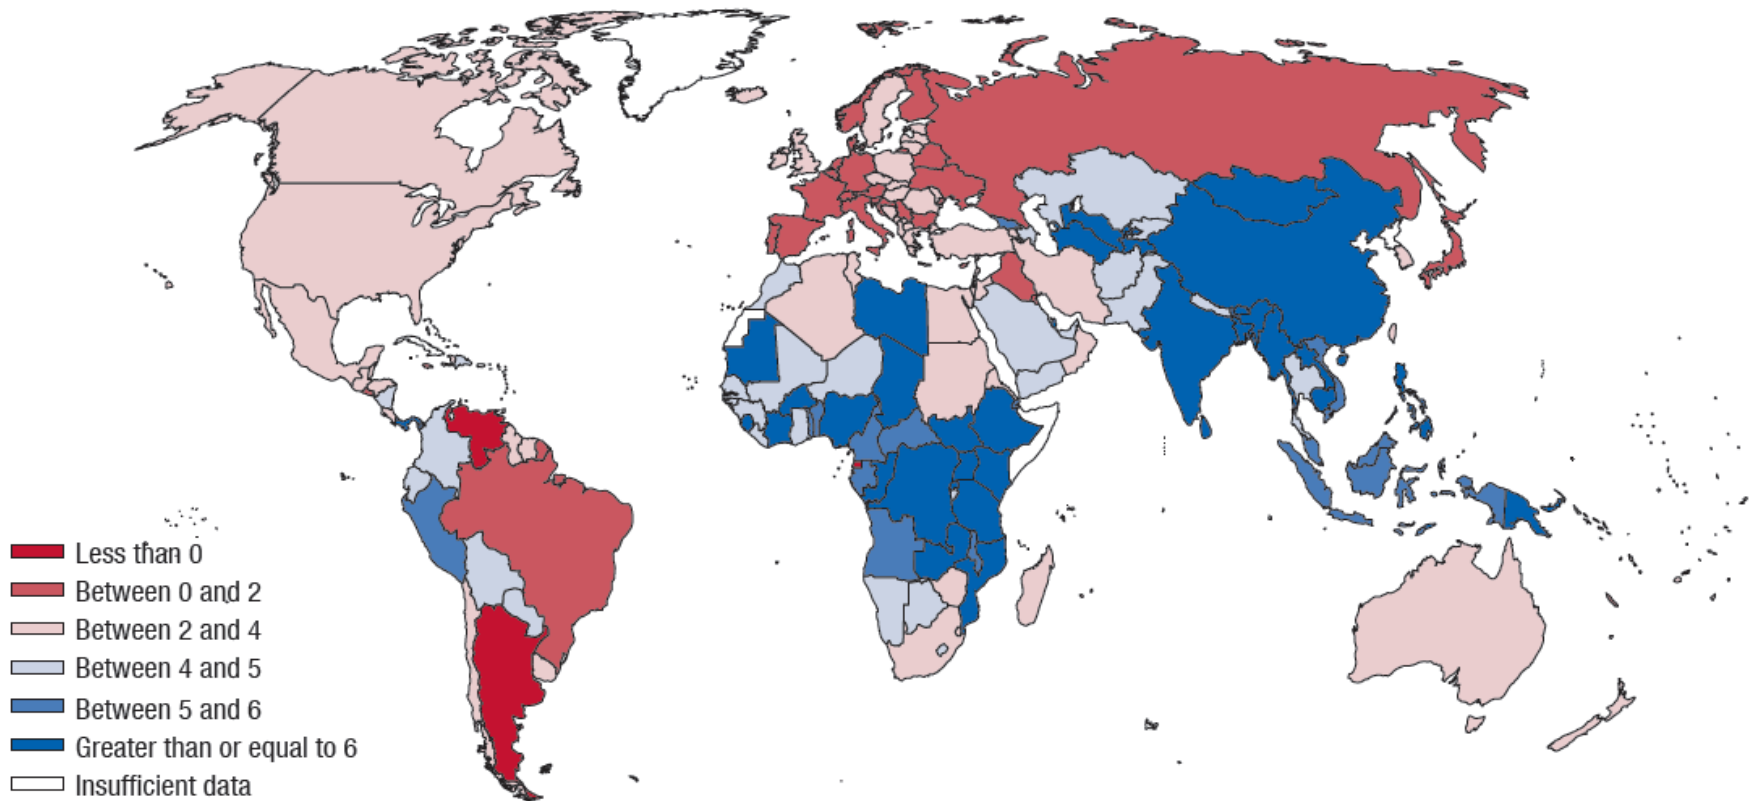 Less than 0
Between 0 and 2
Between 2 and 4
Between 4 and 5
Between 5 and 6
Greater than or equal to 6
Insufficient data